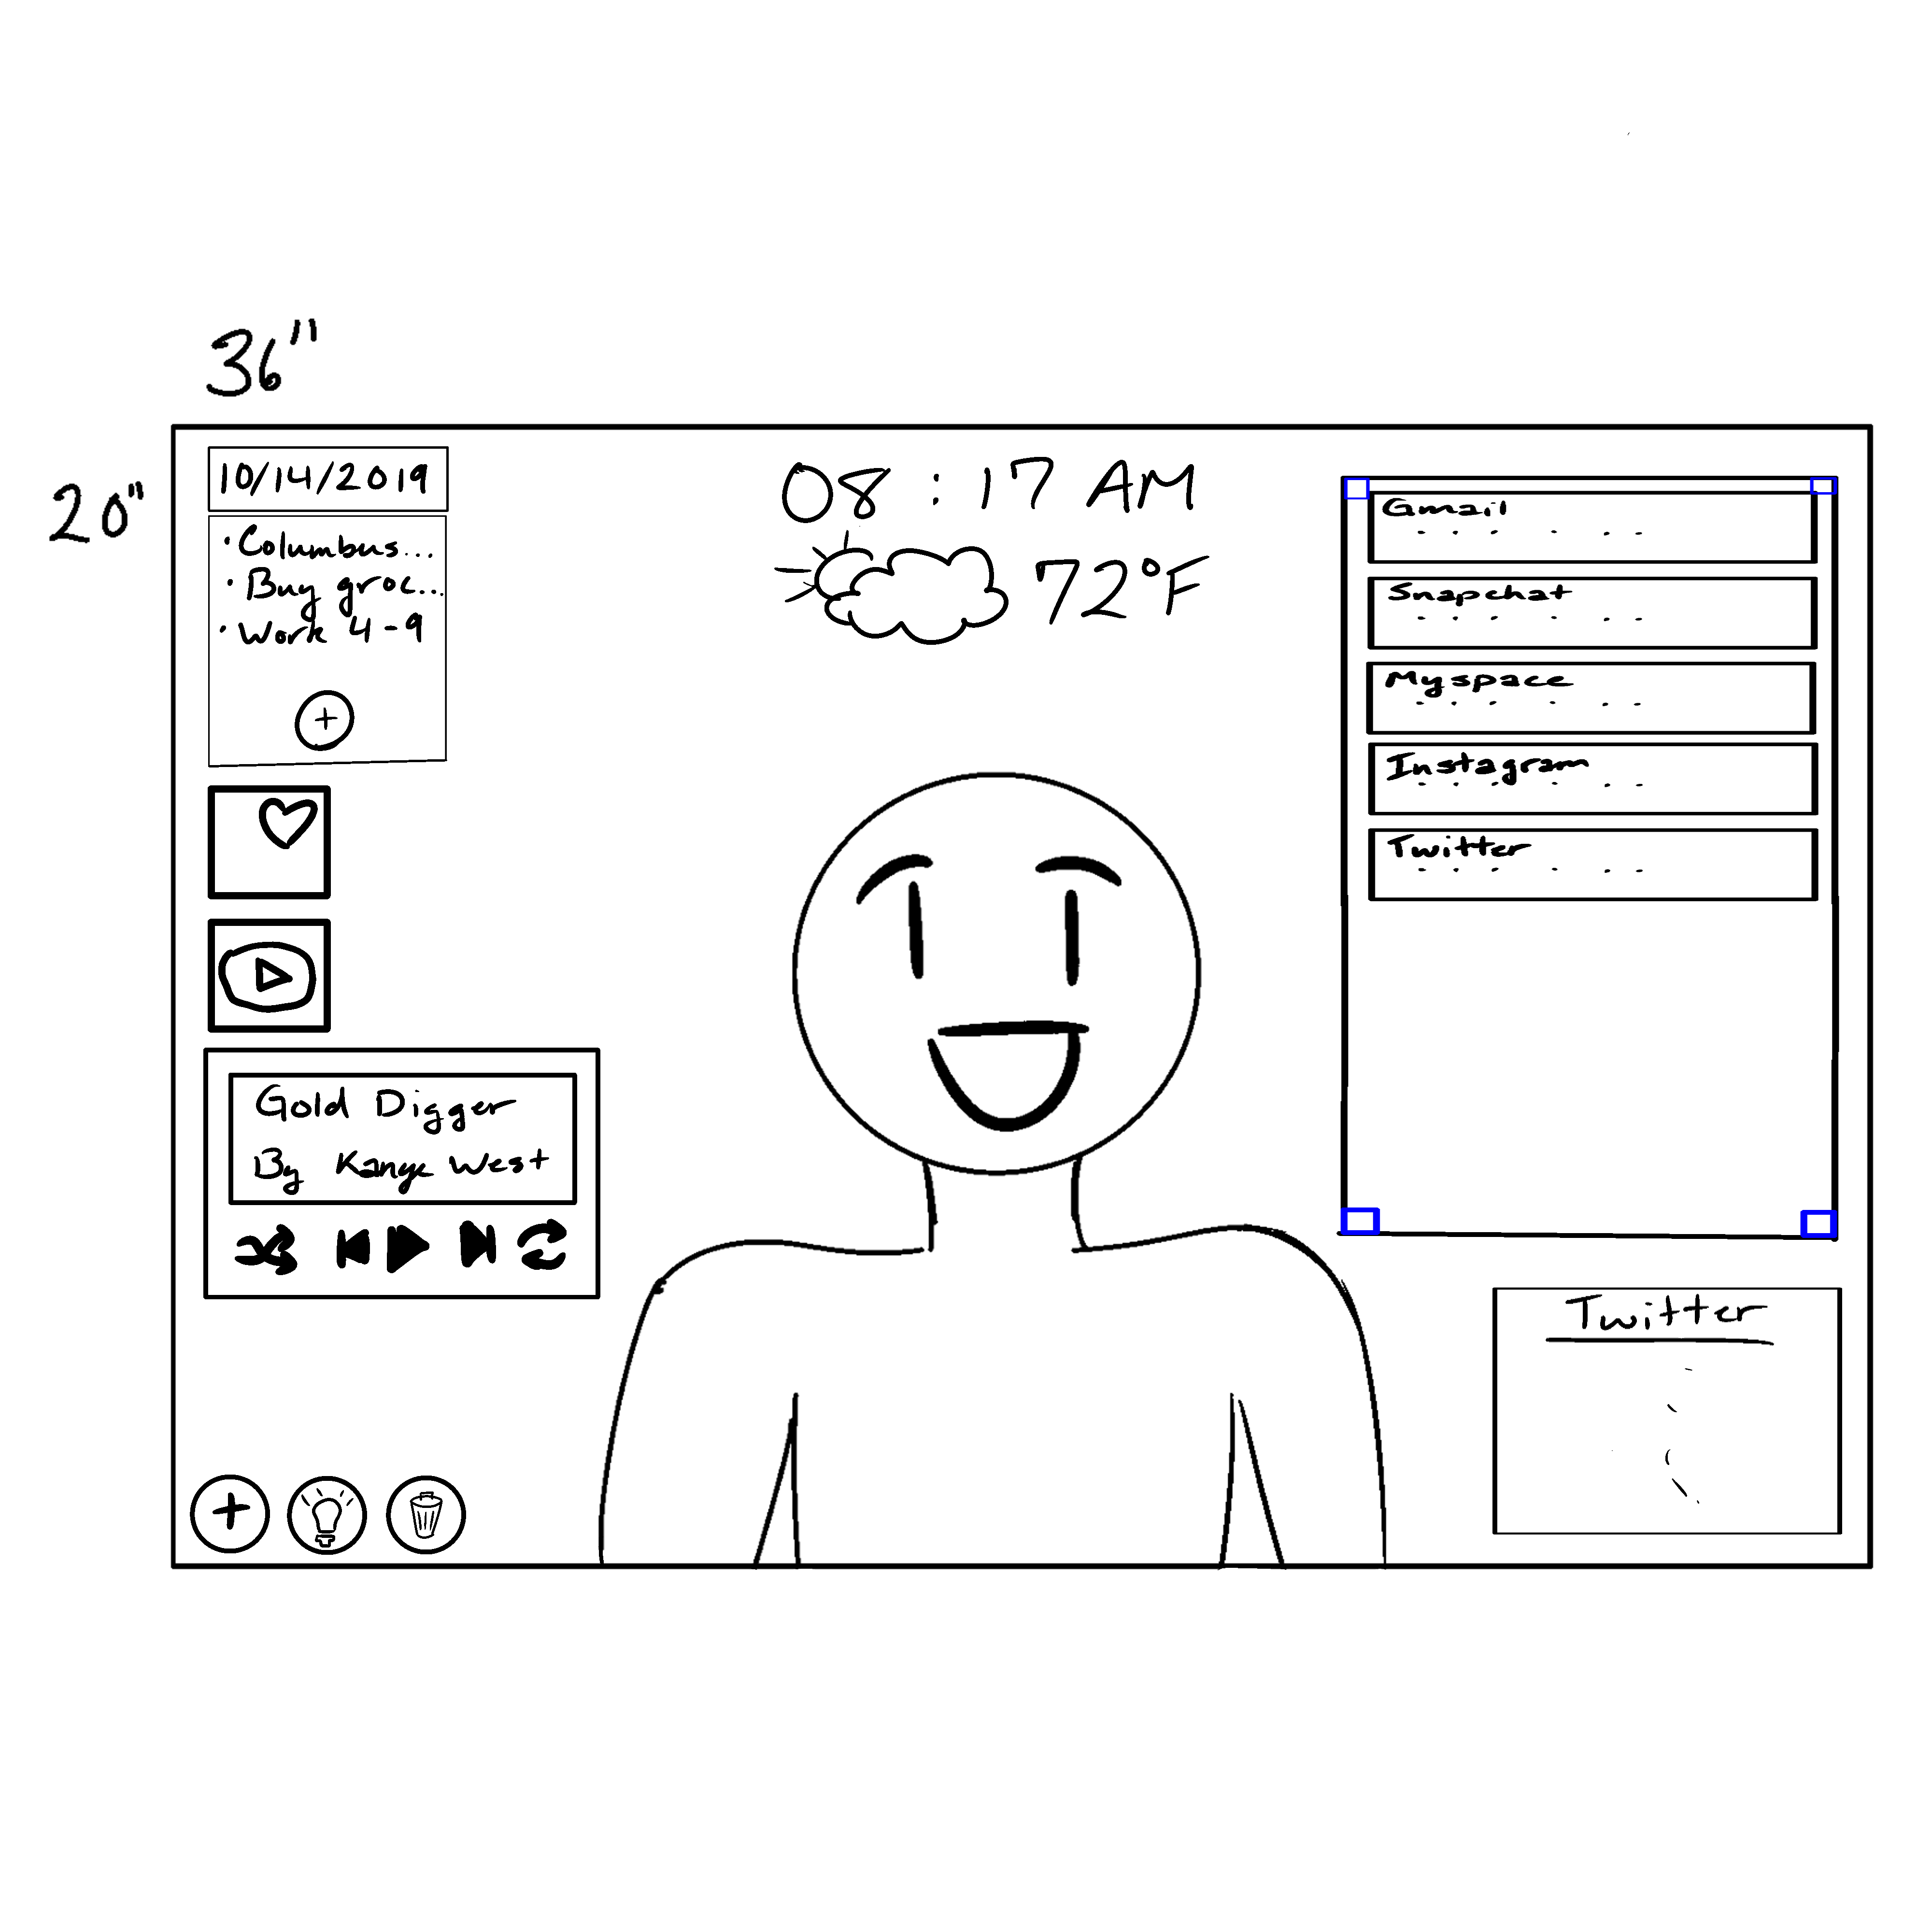 36"
20"
10/14/2019
• Columbus...
• Buy groc...
• Work 4-9
+
08 : 17 AM
72°F
Gmail
Snapchat
Myspace
Instagram
Twitter
Gold Digger
By Kanye West
Twitter
+